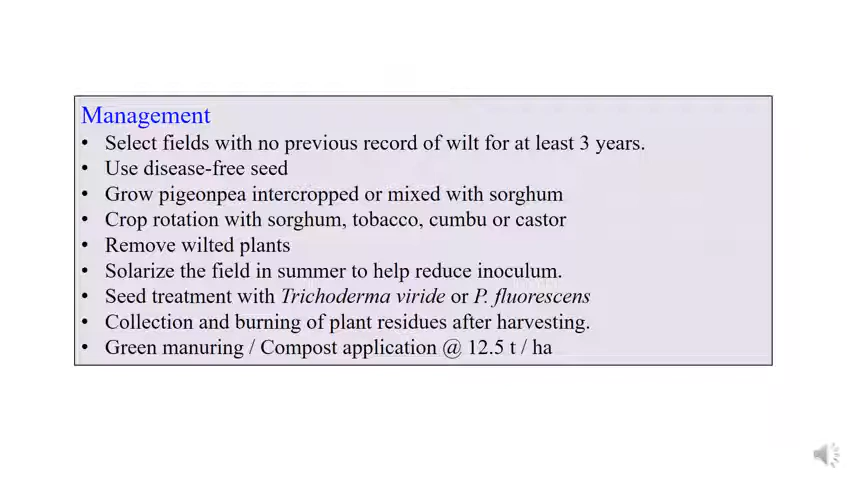 Management
• Select fields with no previous record of wilt for at least 3 years.
• Use disease-free seed
• Grow pigeonpea intercropped or mixed with sorghum
• Crop rotation with sorghum, tobacco, cumbu or castor
• Remove wilted plants
• Solarize the field in summer to help reduce inoculum.
• Seed treatment with Trichoderma viride or P. fluorescens
• Collection and burning of plant residues after harvesting.
• Green manuring / Compost application @ 12.5 t / ha